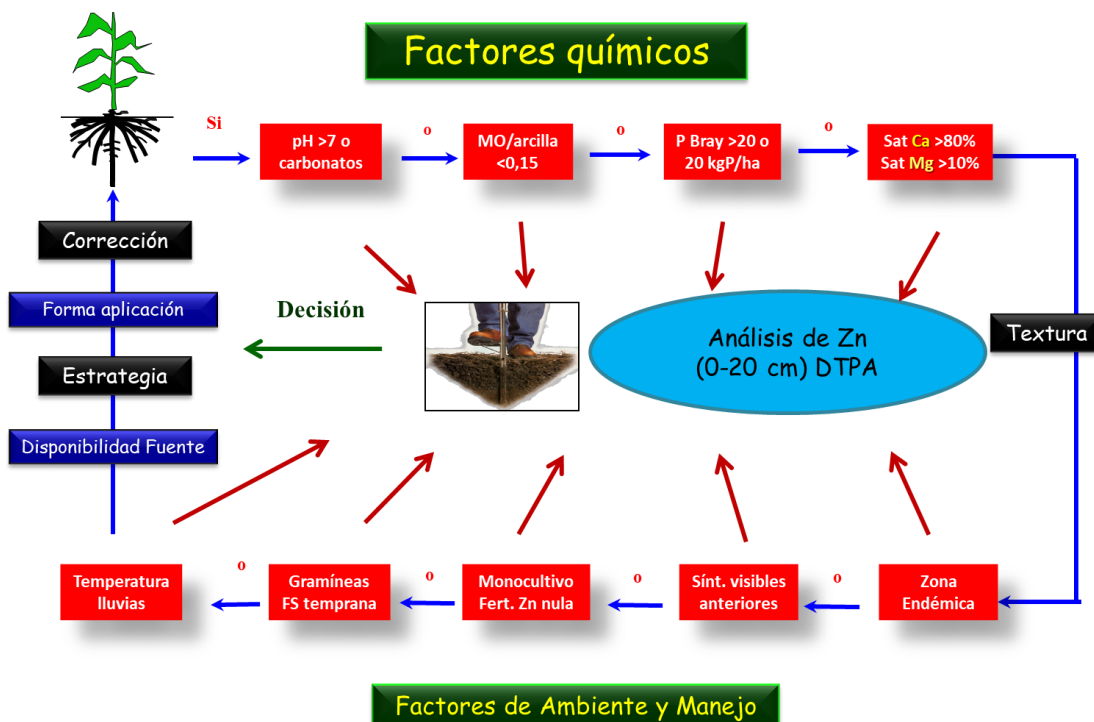 Factores químicos
Si
pH >7 o
carbonatos
o
MO/arcilla
<0,15
o
P Bray >20 o
20 kgP/ha
o
Sat Ca >80%
Sat Mg >10%
Corrección
Forma aplicación
Estrategia
Disponibilidad Fuente
Decisión
Análisis de Zn
(0-20 cm) DTPA
Textura
Temperatura
lluvias
o
Gramíneas
FS temprana
o
Monocultivo
Fert. Zn nula
o
Sínt. visibles
anteriores
o
Zona
Endémica
Factores de Ambiente y Manejo